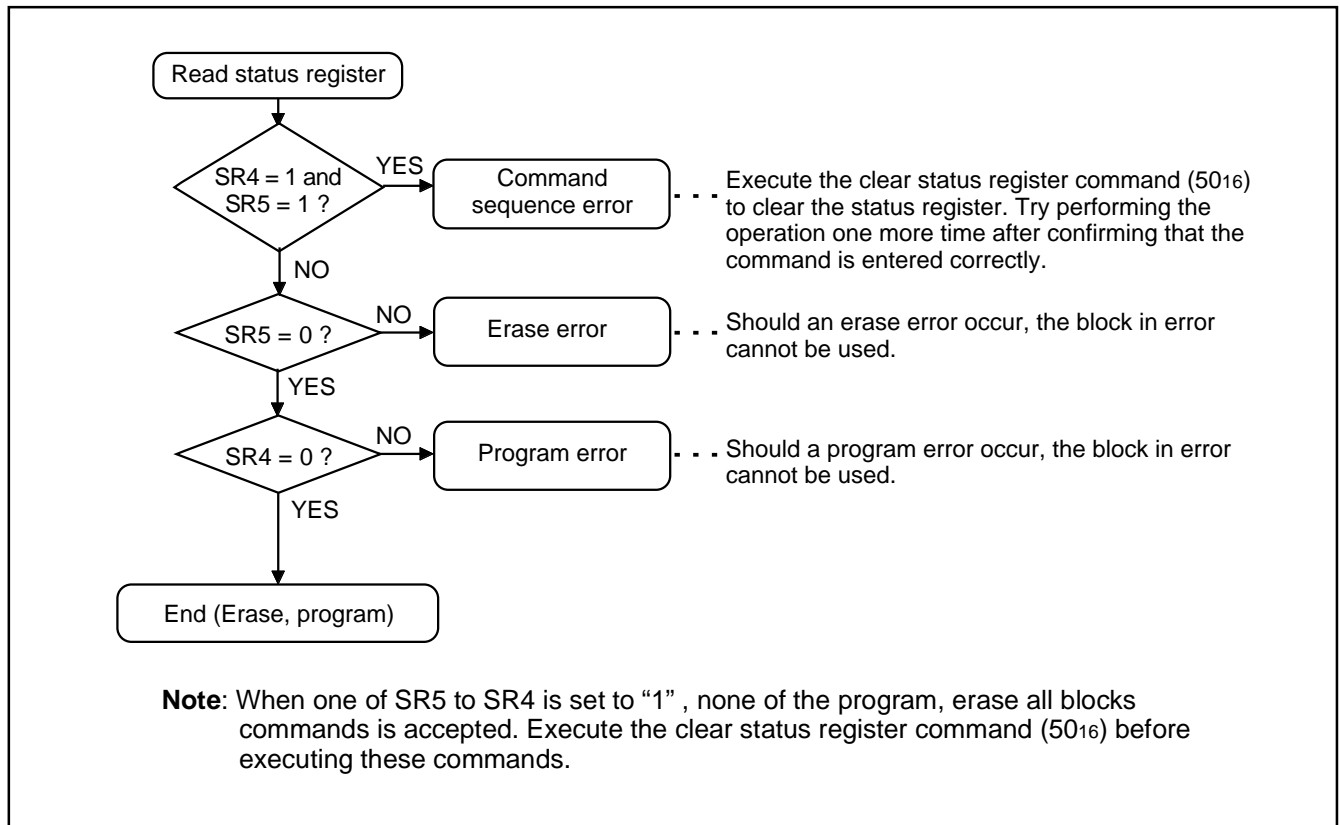 Read status register
SR4 = 1 and
SR5 = 1 ?
YES
Command
sequence error
Execute the clear status register command (5016)
to clear the status register. Try performing the
operation one more time after confirming that the
command is entered correctly.
NO
SR5 = 0 ?
NO
Erase error
Should an erase error occur, the block in error
cannot be used.
YES
SR4 = 0 ?
NO
Program error
Should a program error occur, the block in error
cannot be used.
YES
End (Erase, program)
Note: When one of SR5 to SR4 is set to “1” , none of the program, erase all blocks
commands is accepted. Execute the clear status register command (5016) before
executing these commands.